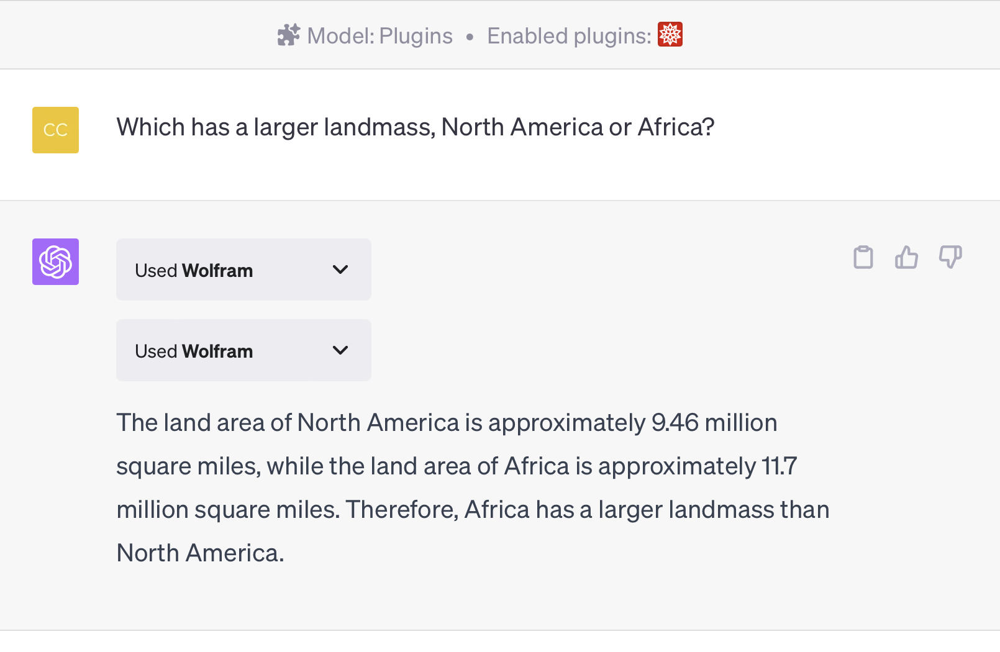 Model: Plugins • Enabled plugins:
CC
Which has a larger landmass, North America or Africa?
Used Wolfram
Used Wolfram
The land area of North America is approximately 9.46 million
square miles, while the land area of Africa is approximately 11.7
million square miles. Therefore, Africa has a larger landmass than
North America.